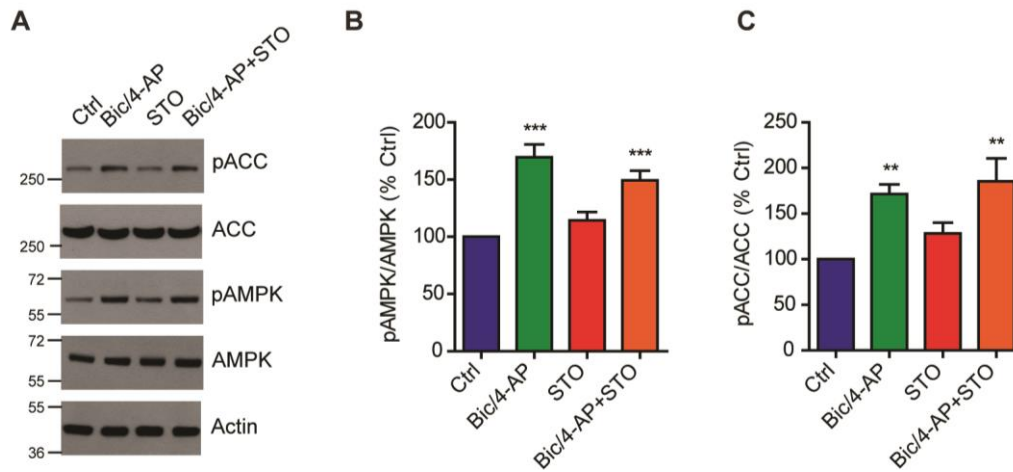 A
Ctrl
Bic/4-AP
STO
Bic/4-AP+STO
pACC
250
ACC
250
72
pAMPK
55
72
AMPK
55
55
Actin
36
B
pAMPK/AMPK (% Ctrl)
200
150
100
50
0
***
***
Ctrl
Bic/4-AP
STO
Bic/4-AP+STO
C
pACC/ACC (% Ctrl)
250
200
150
100
50
0
**
**
Ctrl
Bic/4-AP
STO
Bic/4-AP+STO